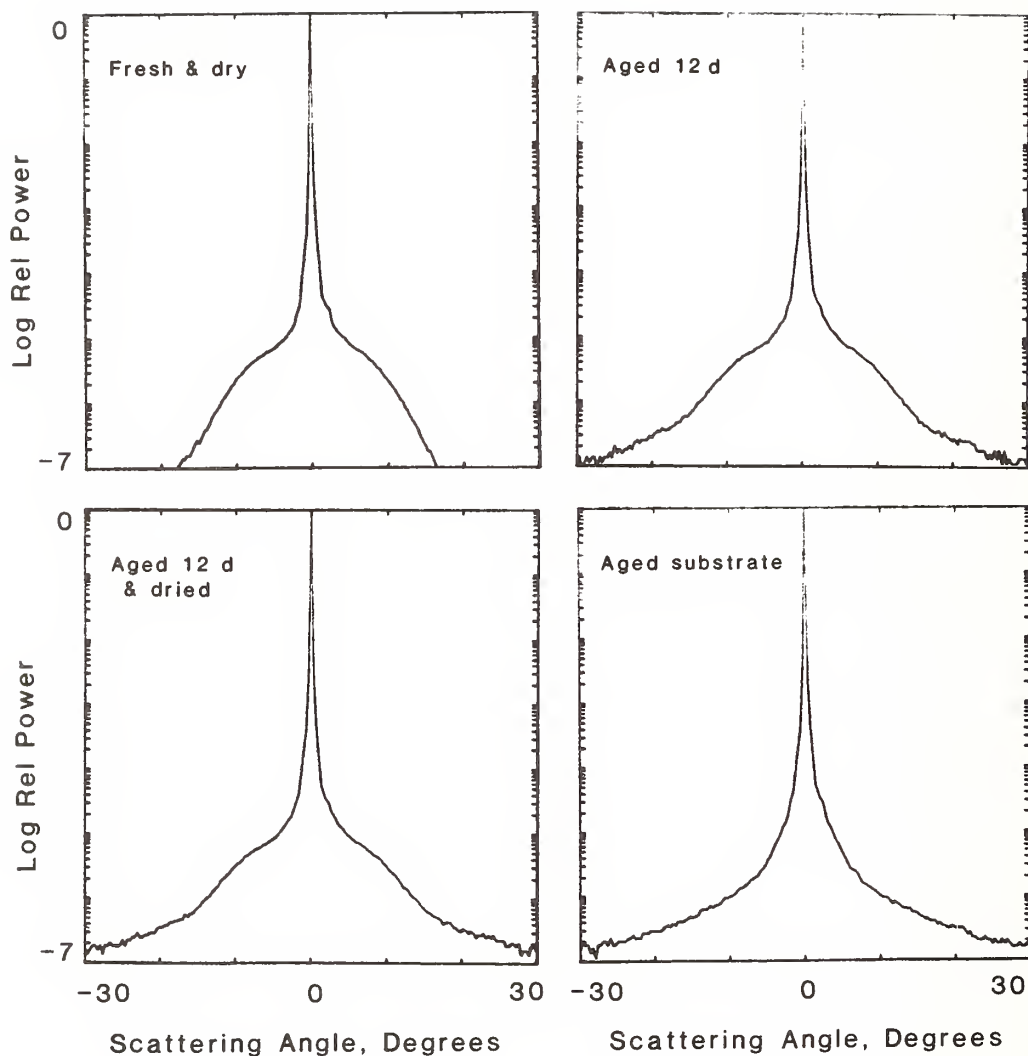 0
Fresh & dry
Log Rel Power
-7
Aged 12 d
0
Aged 12 d
& dried
Log Rel Power
-7
-30
0
30
Scattering Angle, Degrees
Aged substrate
-30
0
30
Scattering Angle, Degrees